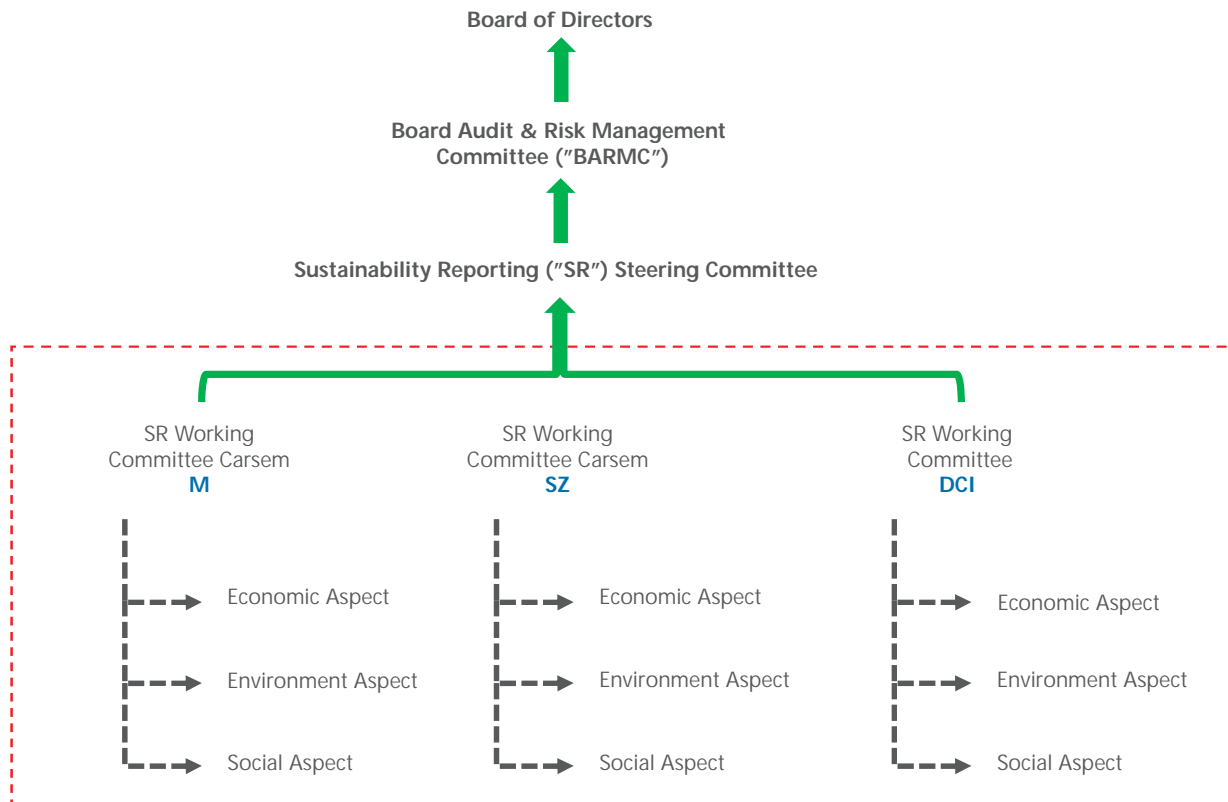 Board of Directors
Board Audit & Risk Management
Committee ("BARMC")
Sustainability Reporting ("SR") Steering Committee
SR Working
Committee Carsem
M
SR Working
Committee Carsem
SZ
SR Working
Committee
DCI
Economic Aspect
Environment Aspect
Social Aspect
Economic Aspect
Environment Aspect
Social Aspect
Economic Aspect
Environment Aspect
Social Aspect